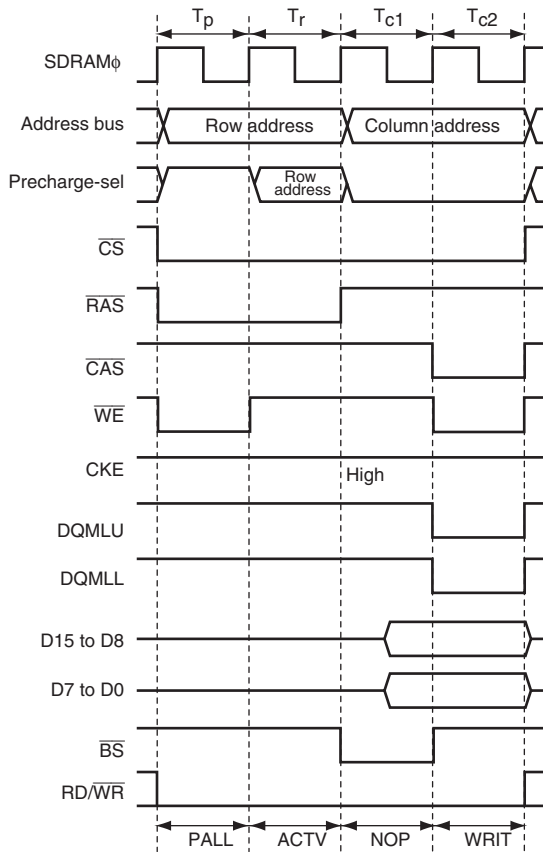 Tp Tr Tc1 Tc2
SDRAMϕ
Address bus Row address Column address
Precharge-sel Row address
CS
RAS
CAS
WE
CKE
High
DQMLU
DQMLL
D15 to D8
D7 to D0
BS
RD/WR
PALL ACTV NOP WRIT